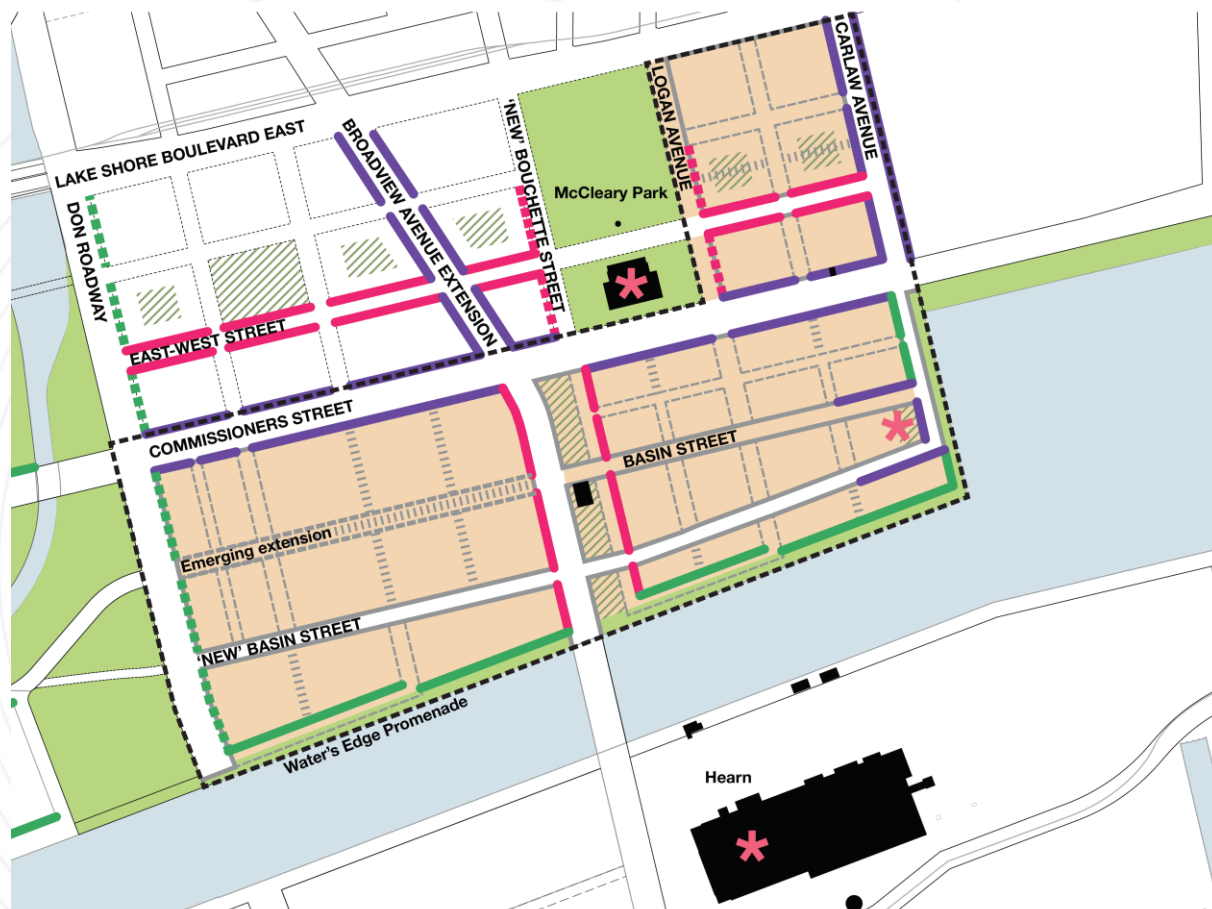 CARLAW AVENUE
LOGAN AVENUE
'NEW' BOUCHETTE STREET
BROADVIEW AVENUE EXTENSION
LAKE SHORE BOULEVARD EAST
McCleary Park
DON ROADWAY
EAST-WEST STREET
COMMISSIONERS STREET
BASIN STREET
Emerging extension
'NEW' BASIN STREET
Water's Edge Promenade
Hearn